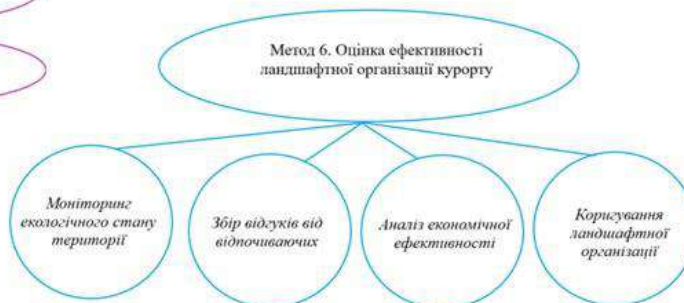 Метод 6. Оцінка ефективності
ландшафтної організації курорту
Моніторинг
екологічного стану
території
Збір відгуків від
відпочиваючих
Аналіз економічної
ефективності
Коригування
ландшафтної
організації